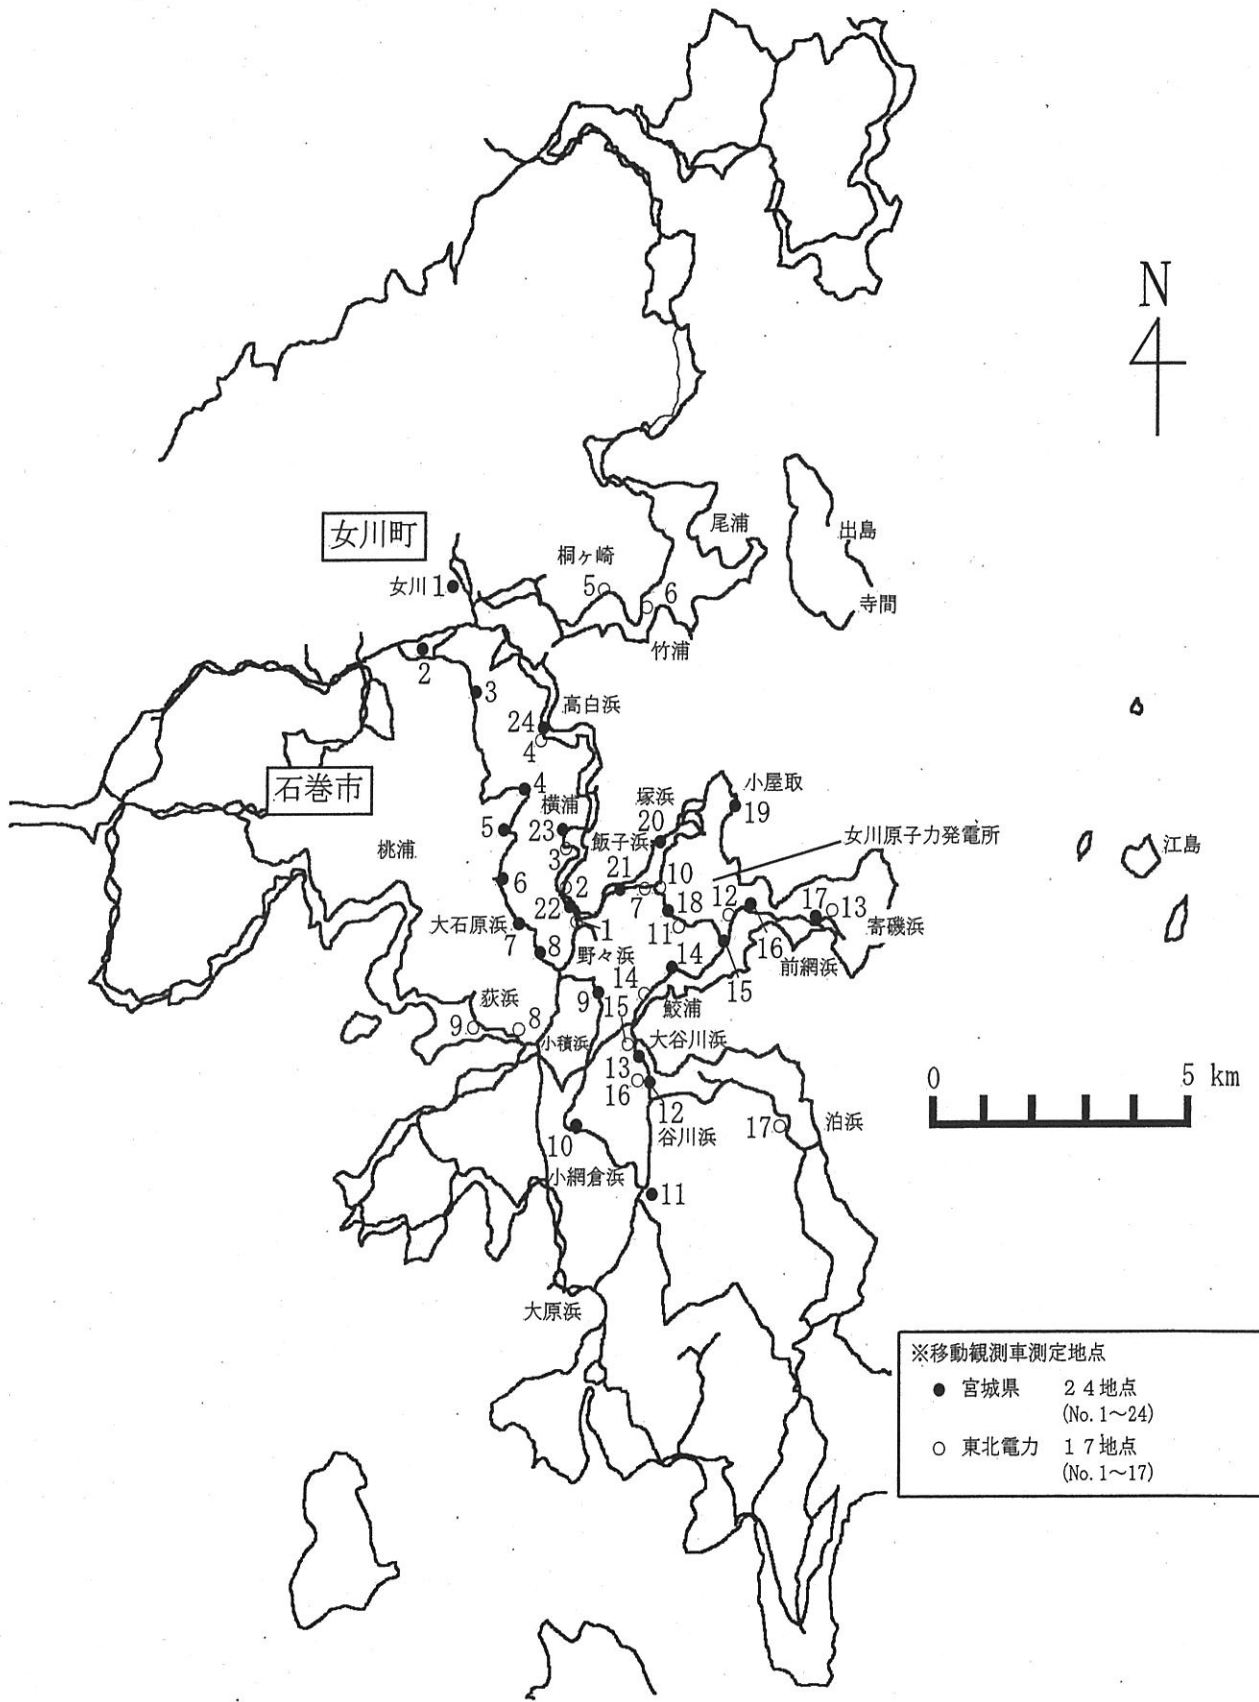 N
尾浦
女川町
出島
桐ヶ崎
女川 1
5
6
寺間
竹浦
2
3
高白浜
24
4
石巻市
4
小屋取
横浦
塚浜
19
5
23
20
女川原子力発電所
飯子浜
3
江島
桃浦
21
10
6
2
7
18
12
17
13
22
大石原浜
1
11
寄磯浜
7
8
野々浜
14
16
前網浜
15
9
14
荻浜
15
鮫浦
9
8
小積浜
大谷川浜
13
0
5 km
16
12
10
谷川浜
17
泊浜
小網倉浜
11
大原浜
※移動観測車測定地点
● 宮城県 24地点
(No.1~24)
○ 東北電力 17地点
(No.1~17)